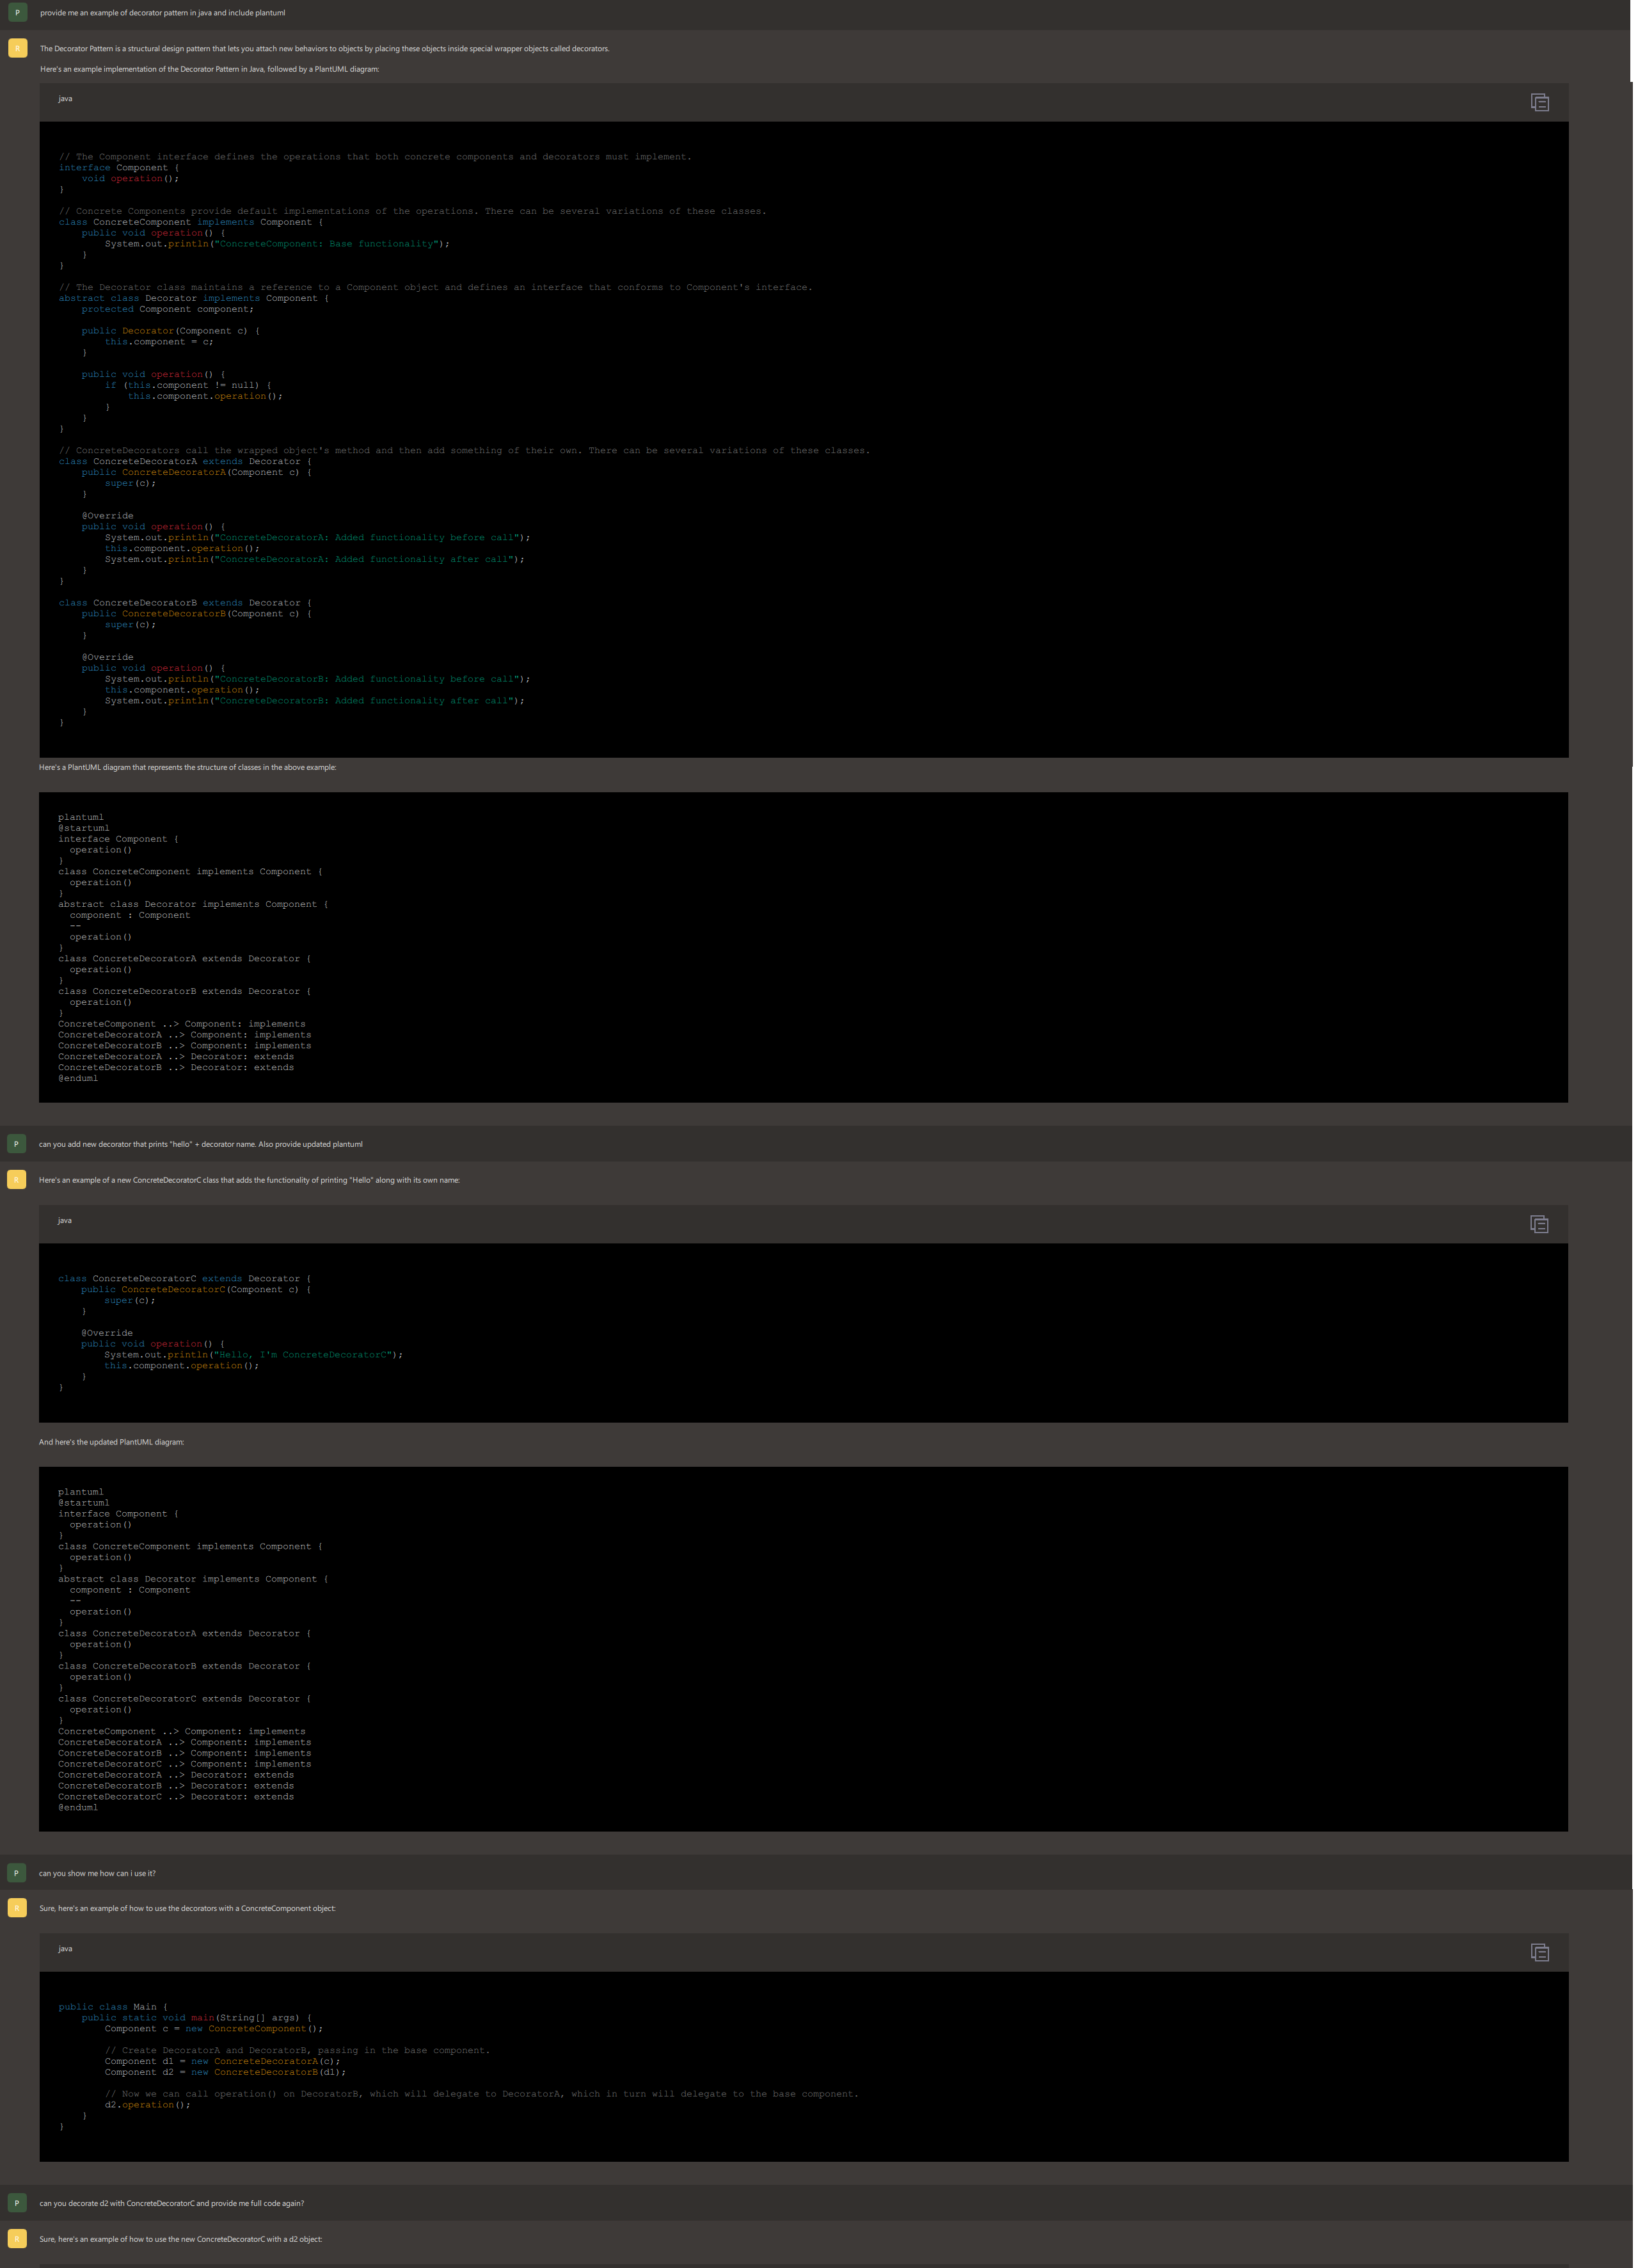 P
provide me an example of decorator pattern in java and include plantuml
R
The Decorator Pattern is a structural design pattern that lets you attach new behaviors to objects by placing these objects inside special wrapper objects called decorators.
Here's an example implementation of the Decorator Pattern in Java, followed by a PlantUML diagram:
java
// The Component interface defines the operations that both concrete components and decorators must implement.
interface Component {
    void operation();
}
// Concrete Components provide default implementations of the operations. There can be several variations of these classes.
class ConcreteComponent implements Component {
    public void operation() {
        System.out.println("ConcreteComponent: Base functionality");
    }
}
// The Decorator class maintains a reference to a Component object and defines an interface that conforms to Component's interface.
abstract class Decorator implements Component {
    protected Component component;
    public Decorator(Component c) {
        this.component = c;
    }
    public void operation() {
        if (this.component != null) {
            this.component.operation();
        }
    }
}
// ConcreteDecorators call the wrapped object's method and then add something of their own. There can be several variations of these classes.
class ConcreteDecoratorA extends Decorator {
    public ConcreteDecoratorA(Component c) {
        super(c);
    }
    @Override
    public void operation() {
        System.out.println("ConcreteDecoratorA: Added functionality before call");
        this.component.operation();
        System.out.println("ConcreteDecoratorA: Added functionality after call");
    }
}
class ConcreteDecoratorB extends Decorator {
    public ConcreteDecoratorB(Component c) {
        super(c);
    }
    @Override
    public void operation() {
        System.out.println("ConcreteDecoratorB: Added functionality before call");
        this.component.operation();
        System.out.println("ConcreteDecoratorB: Added functionality after call");
    }
}
Here's a PlantUML diagram that represents the structure of classes in the above example:
plantuml
@startuml
interface Component {
  operation()
}
class ConcreteComponent implements Component {
  operation()
}
abstract class Decorator implements Component {
  component : Component
  --
  operation()
}
class ConcreteDecoratorA extends Decorator {
  operation()
}
class ConcreteDecoratorB extends Decorator {
  operation()
}
ConcreteComponent ..> Component: implements
ConcreteDecoratorA ..> Component: implements
ConcreteDecoratorB ..> Component: implements
ConcreteDecoratorA ..> Decorator: extends
ConcreteDecoratorB ..> Decorator: extends
@enduml
P
can you add new decorator that prints "hello" + decorator name. Also provide updated plantuml
R
Here's an example of a new ConcreteDecoratorC class that adds the functionality of printing "Hello" along with its own name:
java
class ConcreteDecoratorC extends Decorator {
    public ConcreteDecoratorC(Component c) {
        super(c);
    }
    @Override
    public void operation() {
        System.out.println("Hello, I'm ConcreteDecoratorC");
        this.component.operation();
    }
}
And here's the updated PlantUML diagram:
plantuml
@startuml
interface Component {
  operation()
}
class ConcreteComponent implements Component {
  operation()
}
abstract class Decorator implements Component {
  component : Component
  --
  operation()
}
class ConcreteDecoratorA extends Decorator {
  operation()
}
class ConcreteDecoratorB extends Decorator {
  operation()
}
class ConcreteDecoratorC extends Decorator {
  operation()
}
ConcreteComponent ..> Component: implements
ConcreteDecoratorA ..> Component: implements
ConcreteDecoratorB ..> Component: implements
ConcreteDecoratorC ..> Component: implements
ConcreteDecoratorA ..> Decorator: extends
ConcreteDecoratorB ..> Decorator: extends
ConcreteDecoratorC ..> Decorator: extends
@enduml
P
can you show me how can i use it?
R
Sure, here's an example of how to use the decorators with a ConcreteComponent object:
java
public class Main {
    public static void main(String[] args) {
        Component c = new ConcreteComponent();
        // Create DecoratorA and DecoratorB, passing in the base component.
        Component d1 = new ConcreteDecoratorA(c);
        Component d2 = new ConcreteDecoratorB(d1);
        // Now we can call operation() on DecoratorB, which will delegate to DecoratorA, which in turn will delegate to the base component.
        d2.operation();
    }
}
P
can you decorate d2 with ConcreteDecoratorC and provide me full code again?
R
Sure, here's an example of how to use the new ConcreteDecoratorC with a d2 object: